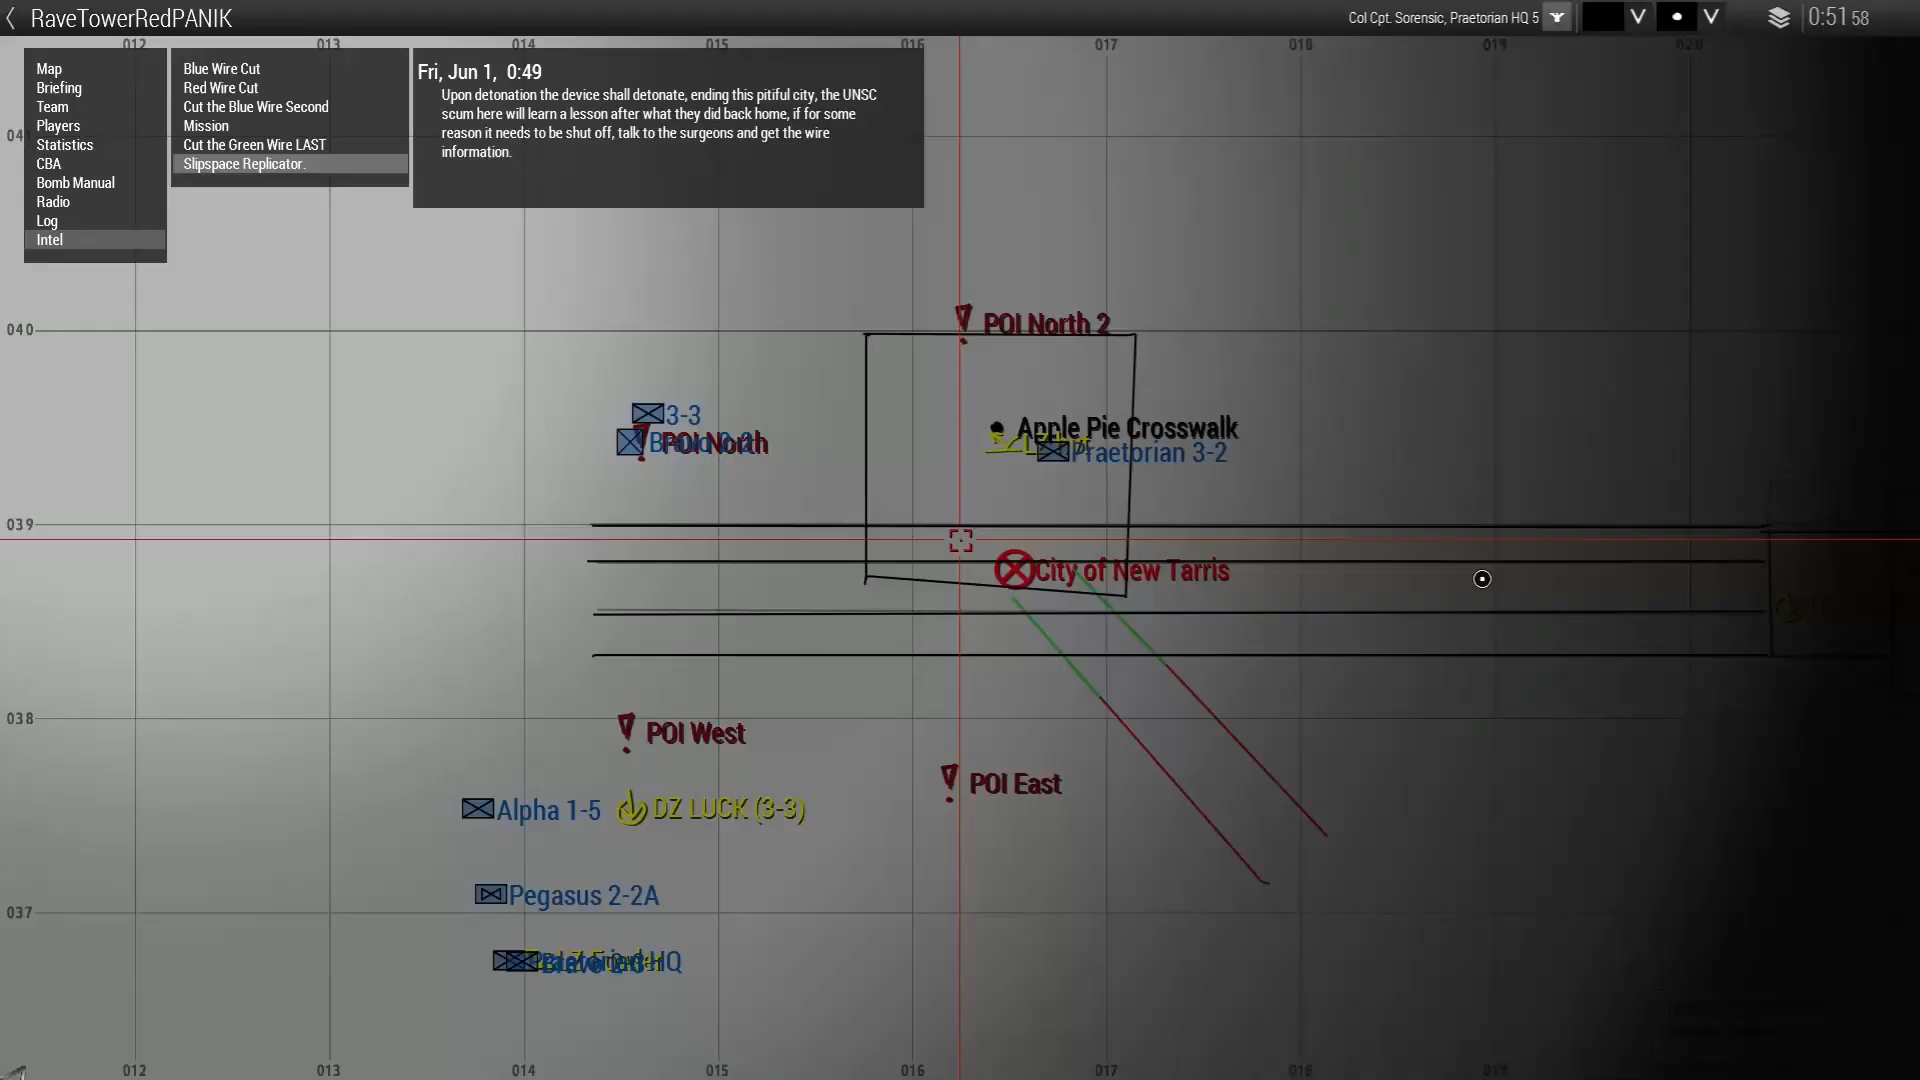 RaveTowerRedPANIK
Col Cpt. Sorensic, Praetorian HQ 5
V
V
0:51 58
012
013
014
015
016
017
018
019
020
Map
Briefing
Team
Players
Statistics
CBA
Bomb Manual
Radio
Log
Intel
Blue Wire Cut
Red Wire Cut
Cut the Blue Wire Second
Mission
Cut the Green Wire LAST
Slipspace Replicator.
Fri, Jun 1, 0:49
Upon detonation the device shall detonate, ending this pitiful city, the UNSC
scum here will learn a lesson after what they did back home, if for some
reason it needs to be shut off, talk to the surgeons and get the wire
information.
041
040
POI North 2
3-3
POI North
Apple Pie Crosswalk
Praetorian 3-2
039
City of New Tarris
038
POI West
POI East
Alpha 1-5
DZ LUCK (3-3)
Pegasus 2-2A
037
HQ
012
013
014
015
016
017
018
019
020